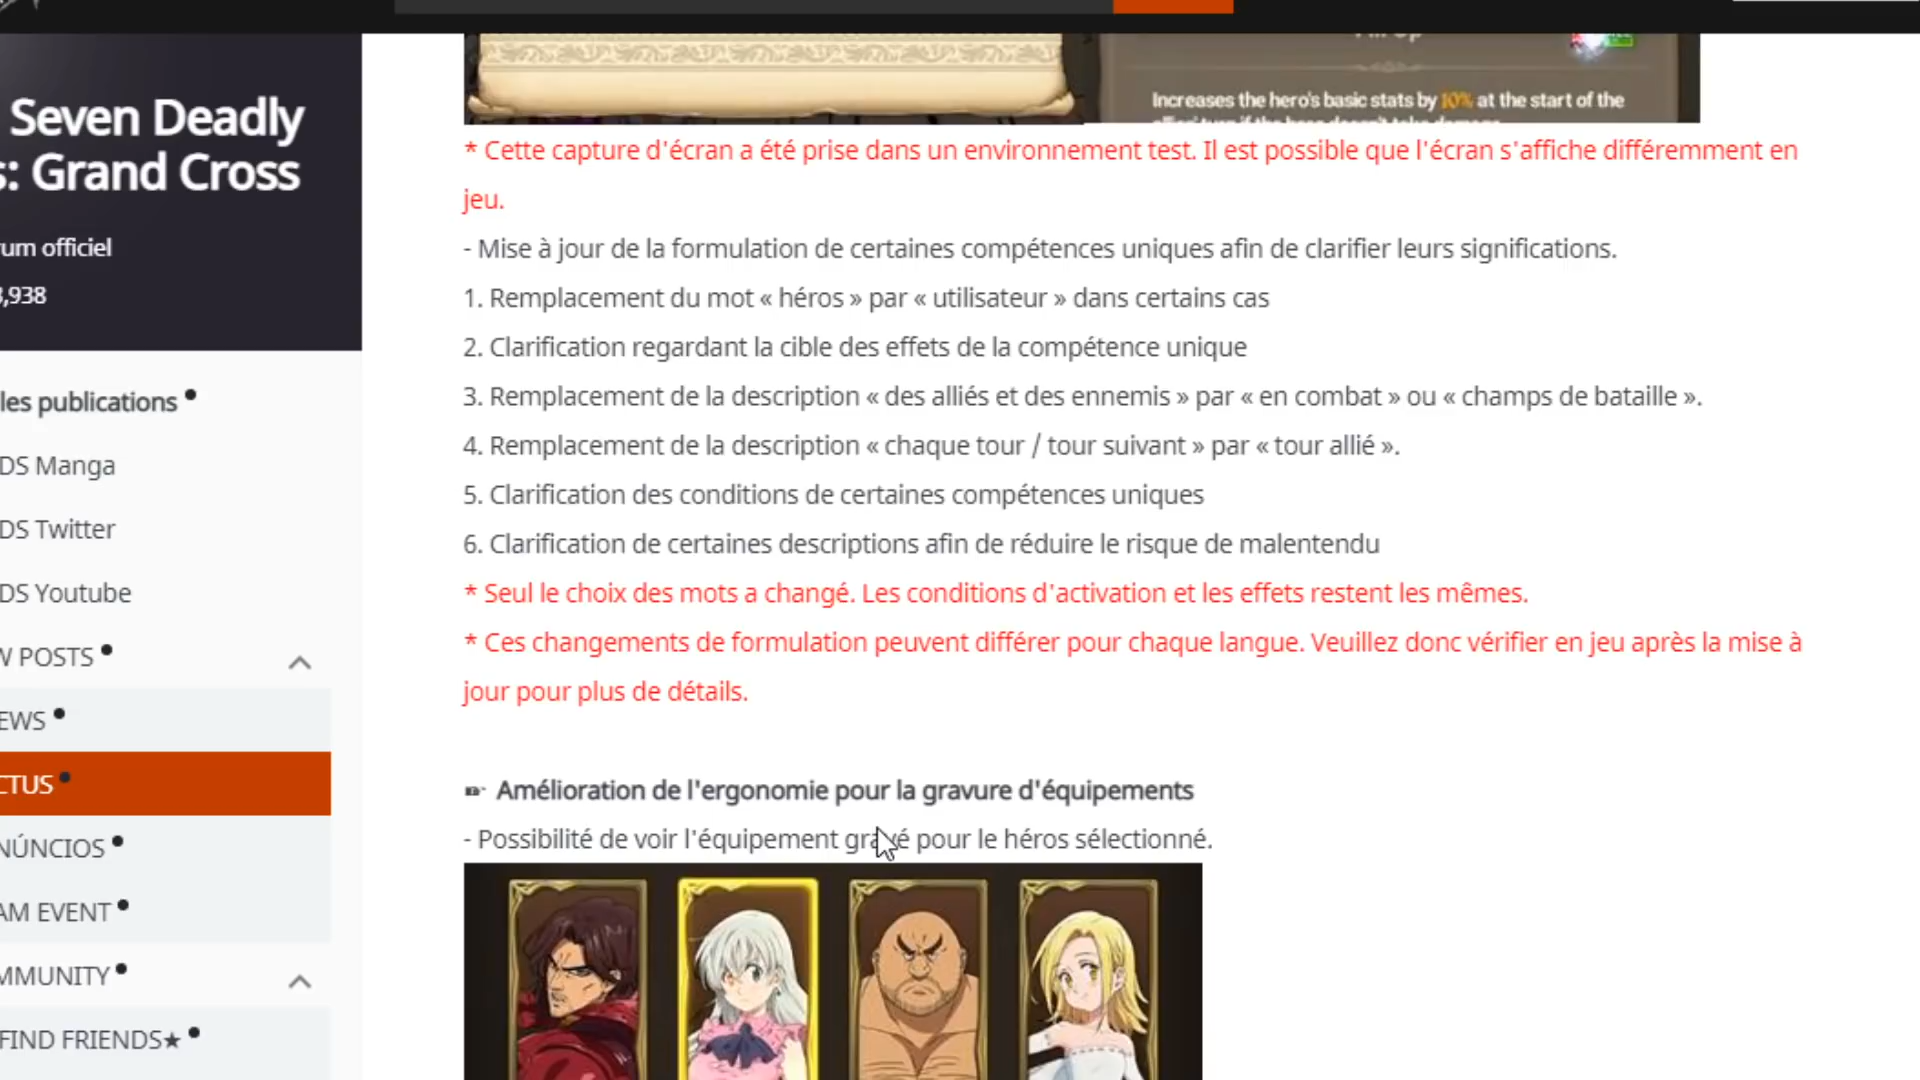 Increases the hero's basic stats by 10% at the start of the
* Cette capture d'écran a été prise dans un environnement test. Il est possible que l'écran s'affiche différemment en
jeu.
- Mise à jour de la formulation de certaines compétences uniques afin de clarifier leurs significations.
1. Remplacement du mot « héros » par « utilisateur » dans certains cas
2. Clarification regardant la cible des effets de la compétence unique
3. Remplacement de la description « des alliés et des ennemis » par « en combat » ou « champs de bataille ».
4. Remplacement de la description « chaque tour / tour suivant » par « tour allié ».
5. Clarification des conditions de certaines compétences uniques
6. Clarification de certaines descriptions afin de réduire le risque de malentendu
* Seul le choix des mots a changé. Les conditions d'activation et les effets restent les mêmes.
* Ces changements de formulation peuvent différer pour chaque langue. Veuillez donc vérifier en jeu après la mise à
jour pour plus de détails.
Amélioration de l'ergonomie pour la gravure d'équipements
- Possibilité de voir l'équipement gravé pour le héros sélectionné.
Seven Deadly
s: Grand Cross
rum officiel
3,938
les publications
DS Manga
DS Twitter
DS Youtube
W POSTS
EWS
CTUS
NÚNCIOS
AM EVENT
MMUNITY
FIND FRIENDS★